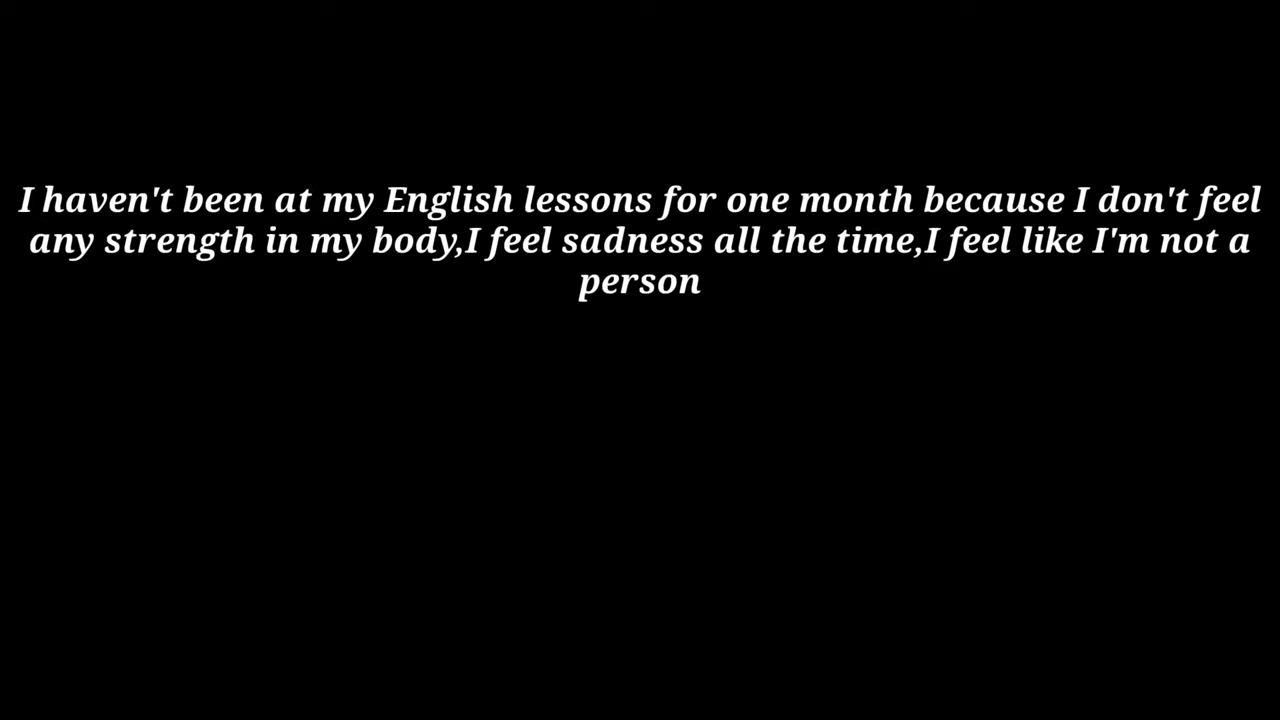 I haven't been at my English lessons for one month because I don't feel
any strength in my body,I feel sadness all the time,I feel like I'm not a
person